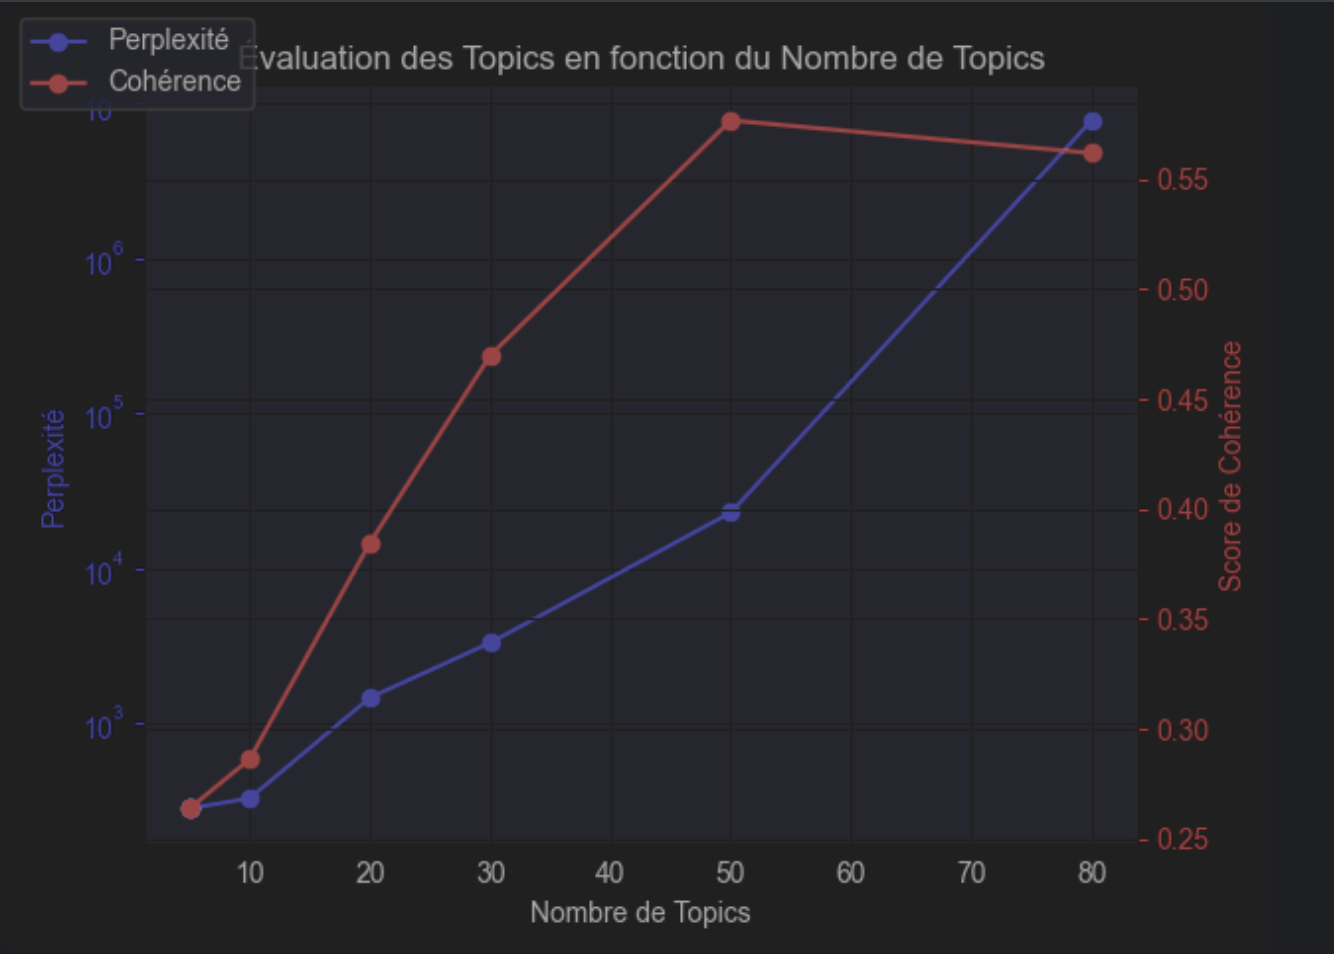 Perplexité
Cohérence
Évaluation des Topics en fonction du Nombre de Topics
10
10^6
10^5
10^4
10^3
Perplexité
0.55
0.50
0.45
0.40
0.35
0.30
0.25
Score de Cohérence
10 20 30 40 50 60 70 80
Nombre de Topics